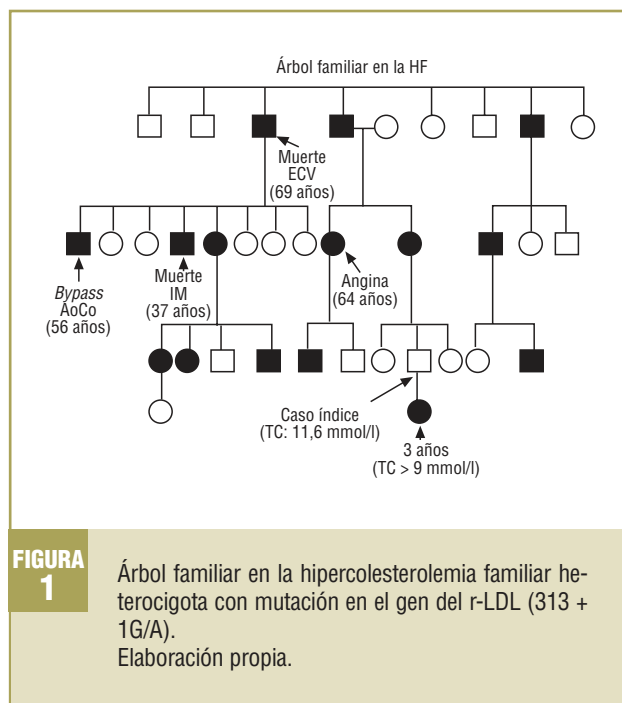 Árbol familiar en la HF
Muerte
ECV
(69 años)
Bypass
AoCo
(56 años)
Muerte
IM
(37 años)
Angina
(64 años)
Caso índice
(TC: 11,6 mmol/l)
3 años
(TC > 9 mmol/l)
FIGURA
1
Árbol familiar en la hipercolesterolemia familiar he-
terocigota con mutación en el gen del r-LDL (313 +
1G/A).
Elaboración propia.